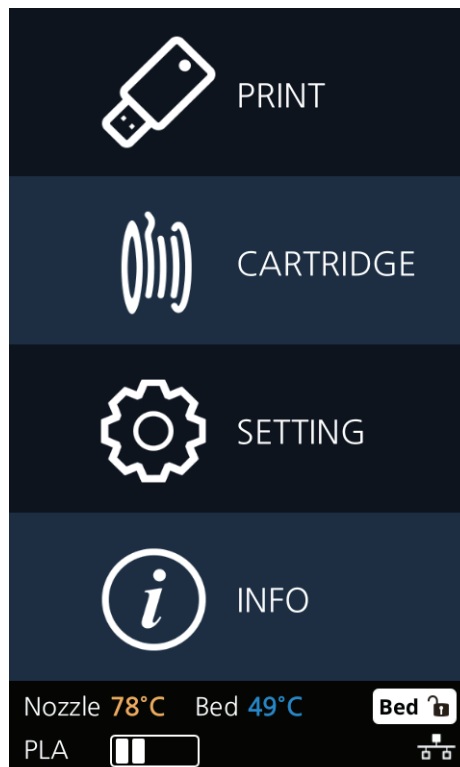 PRINT
CARTRIDGE
SETTING
i INFO
Nozzle 78°C Bed 49°C Bed
PLA